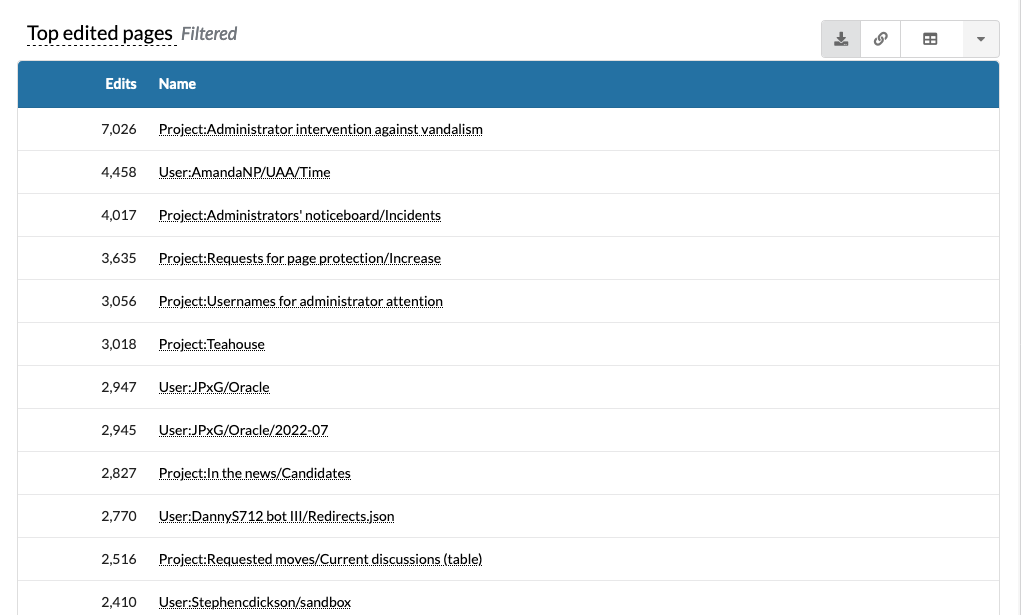 Top edited pages Filtered
Edits Name
7,026 Project:Administrator intervention against vandalism
4,458 User:AmandaNP/UAA/Time
4,017 Project:Administrators' noticeboard/Incidents
3,635 Project:Requests for page protection/Increase
3,056 Project:Usernames for administrator attention
3,018 Project:Teahouse
2,947 User:JPxG/Oracle
2,945 User:JPxG/Oracle/2022-07
2,827 Project:In the news/Candidates
2,770 User:DannyS712 bot III/Redirects.json
2,516 Project:Requested moves/Current discussions (table)
2,410 User:Stephencdickson/sandbox